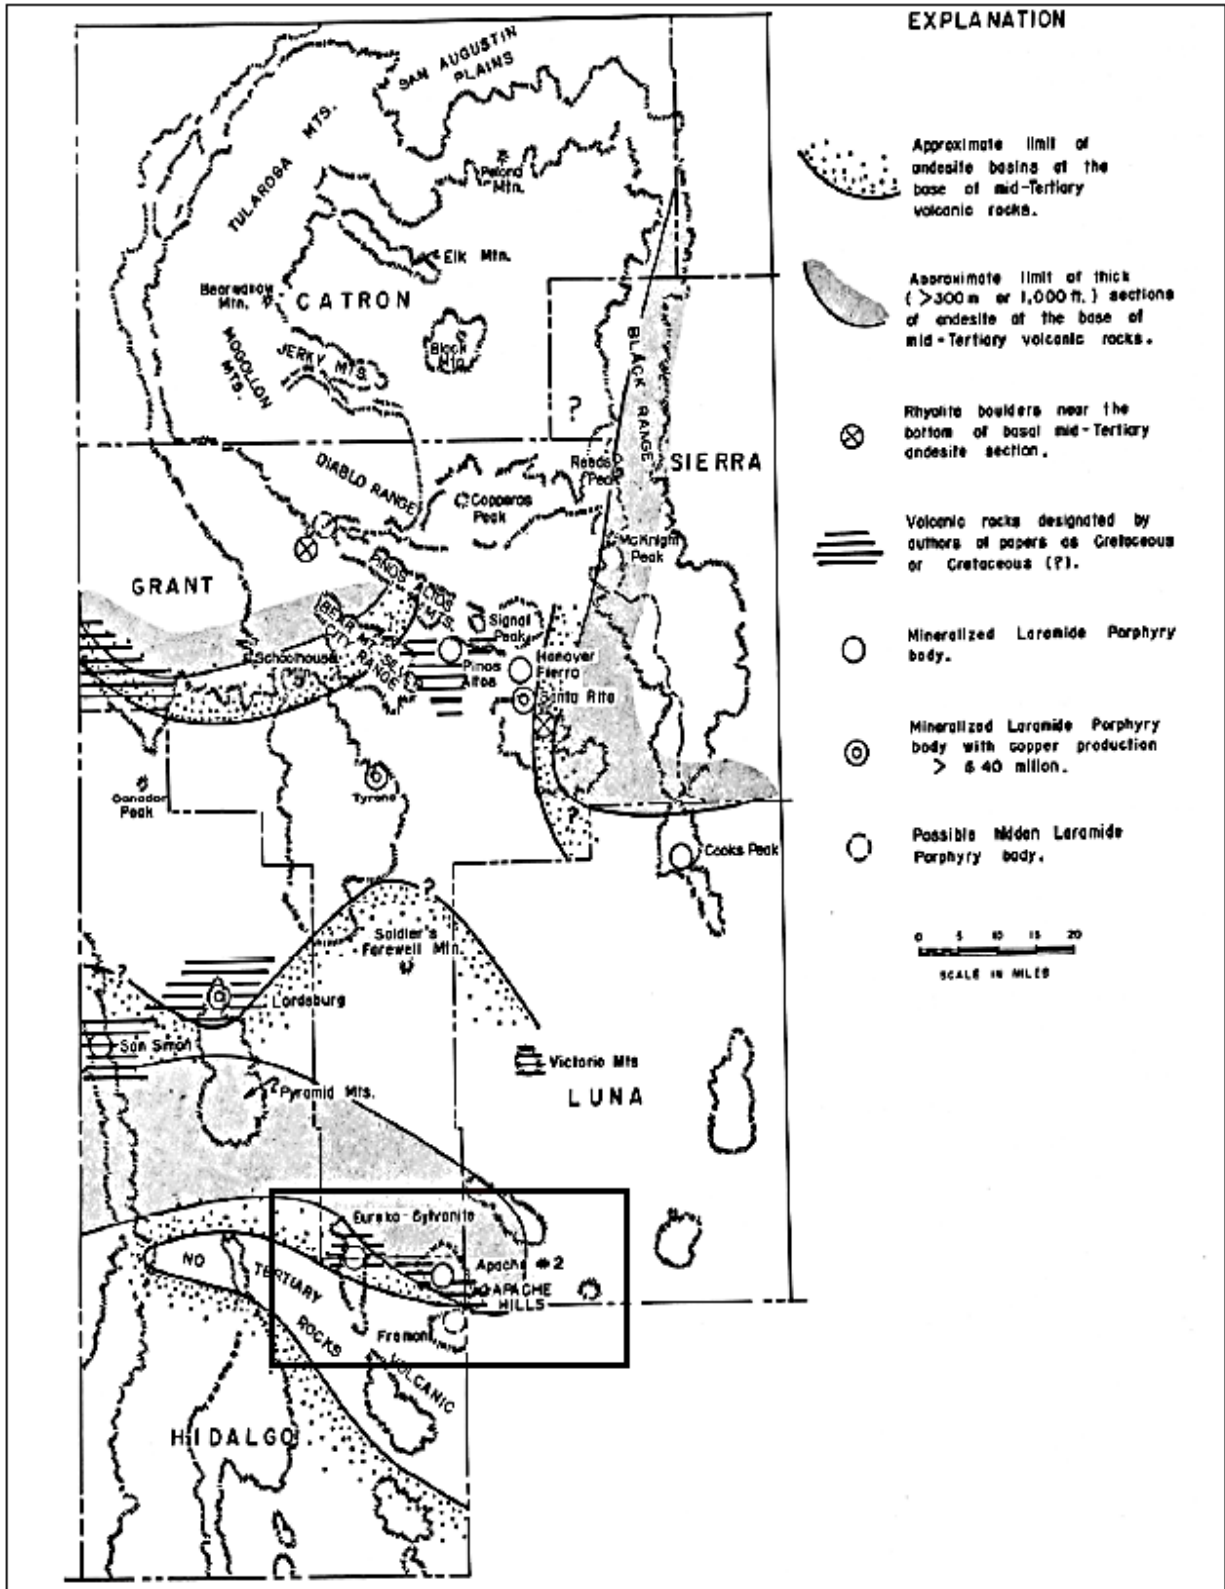 EXPLANATION
SAN AUGUSTIN
PLAINS
TULAROSA MTS.
Pelona
Mtn.
Elk Mtn.
Bearwallow
Mtn.
CATRON
Black
Mtn.
JERKY MTS.
MOGOLLON
MTS.
BLACK RANGE
?
DIABLO RANGE
Reeds
Peak
SIERRA
Copperas
Peak
McKnight
Peak
GRANT
PINOS ALTOS
MTS.
BEAR MT.
CITY RANGE
Signal
Peak
Schoolhouse
Pinos
Altos
Hanover
Fierro
Santa Rita
Peak
Tyrone
?
Cooks Peak
?
Soldier's
Farewell Mtn.
?
Lordsburg
San Simon
Victorio Mts
Pyramid Mts.
LUNA
Eureka-Sylvanite
NO
TERTIARY
ROCKS
VOLCANIC
Apache #2
APACHE
HILLS
Fremont
HIDALGO
Approximate limit of
andesite basins at the
base of mid-Tertiary
volcanic rocks.
Approximate limit of thick
(>300 m or 1,000 ft.) sections
of andesite at the base of
mid-Tertiary volcanic rocks.
Rhyolite boulders near the
bottom of basal mid-Tertiary
andesite section.
Volcanic rocks designated by
authors of papers as Cretaceous
or Cretaceous (?).
Mineralized Laramide Porphyry
body.
Mineralized Laramide Porphyry
body with copper production
> $ 40 milion.
Possible hidden Laramide
Porphyry body.
0 5 10 15 20
SCALE IN MILES